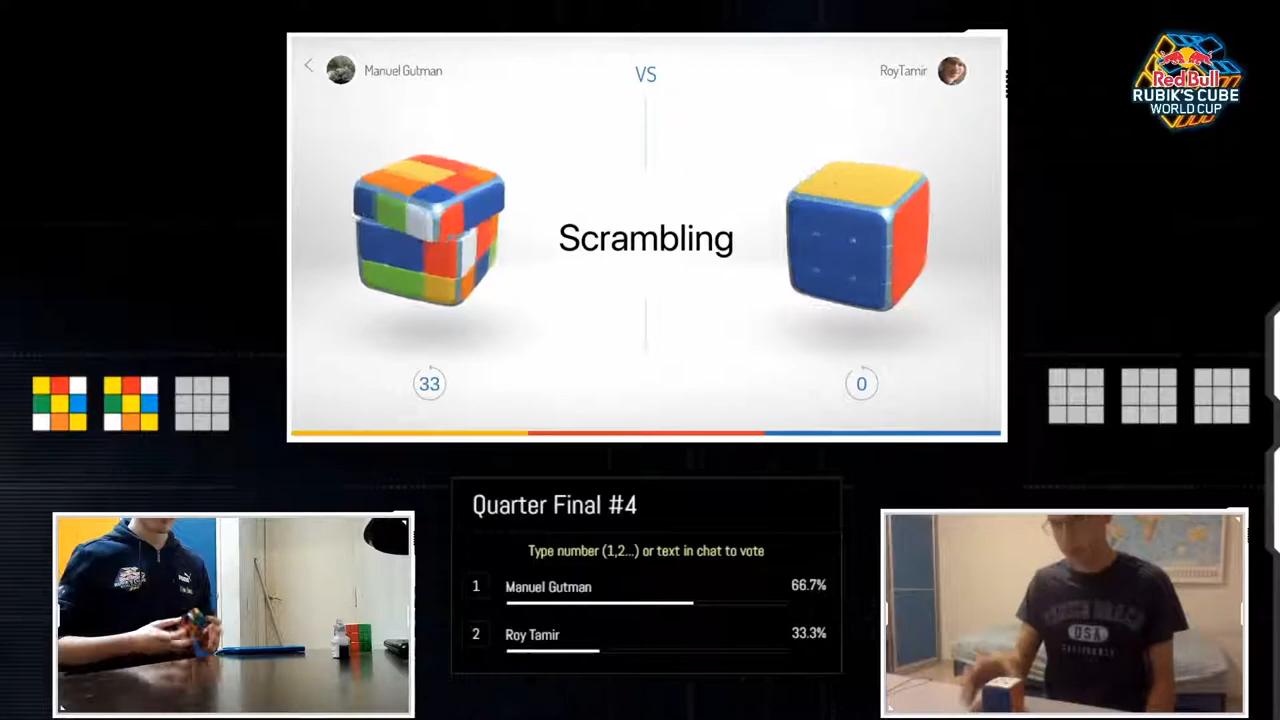 Manuel Gutman
VS
RoyTamir
Red Bull
RUBIK'S CUBE
WORLD CUP
Scrambling
33
0
Quarter Final #4
Type number (1,2...) or text in chat to vote
1 Manuel Gutman 66.7%
2 Roy Tamir 33.3%
USA